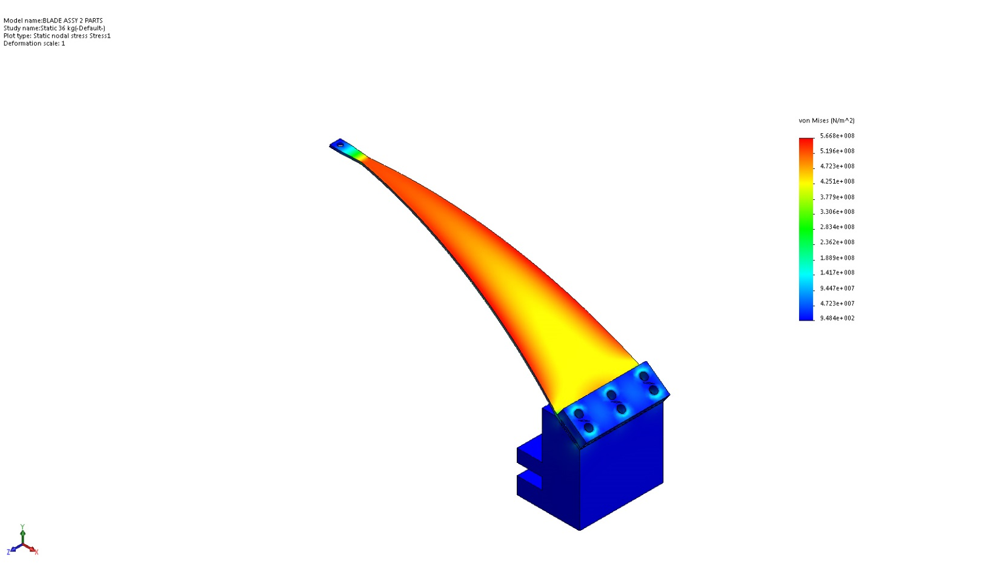 Model name:BLADE ASSY 2 PARTS
Study name:Static 36 kg(-Default-)
Plot type: Static nodal stress Stress1
Deformation scale: 1
von Mises (N/m^2)
5.668e+008
5.196e+008
4.723e+008
4.251e+008
3.779e+008
3.306e+008
2.834e+008
2.362e+008
1.889e+008
1.417e+008
9.447e+007
4.723e+007
9.484e+002
Y
Z
X